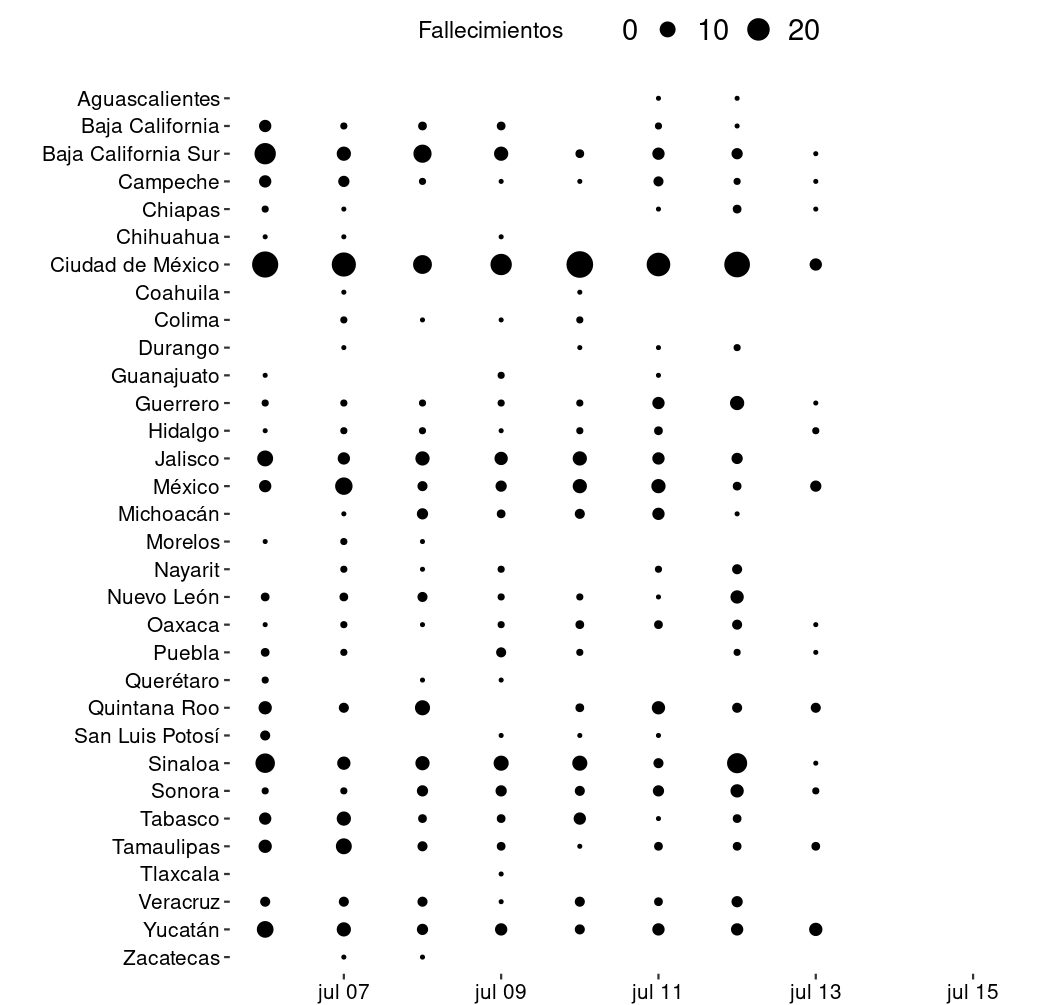 Fallecimientos 0 10 20
Aguascalientes
Baja California
Baja California Sur
Campeche
Chiapas
Chihuahua
Ciudad de México
Coahuila
Colima
Durango
Guanajuato
Guerrero
Hidalgo
Jalisco
México
Michoacán
Morelos
Nayarit
Nuevo León
Oaxaca
Puebla
Querétaro
Quintana Roo
San Luis Potosí
Sinaloa
Sonora
Tabasco
Tamaulipas
Tlaxcala
Veracruz
Yucatán
Zacatecas
jul 07 jul 09 jul 11 jul 13 jul 15